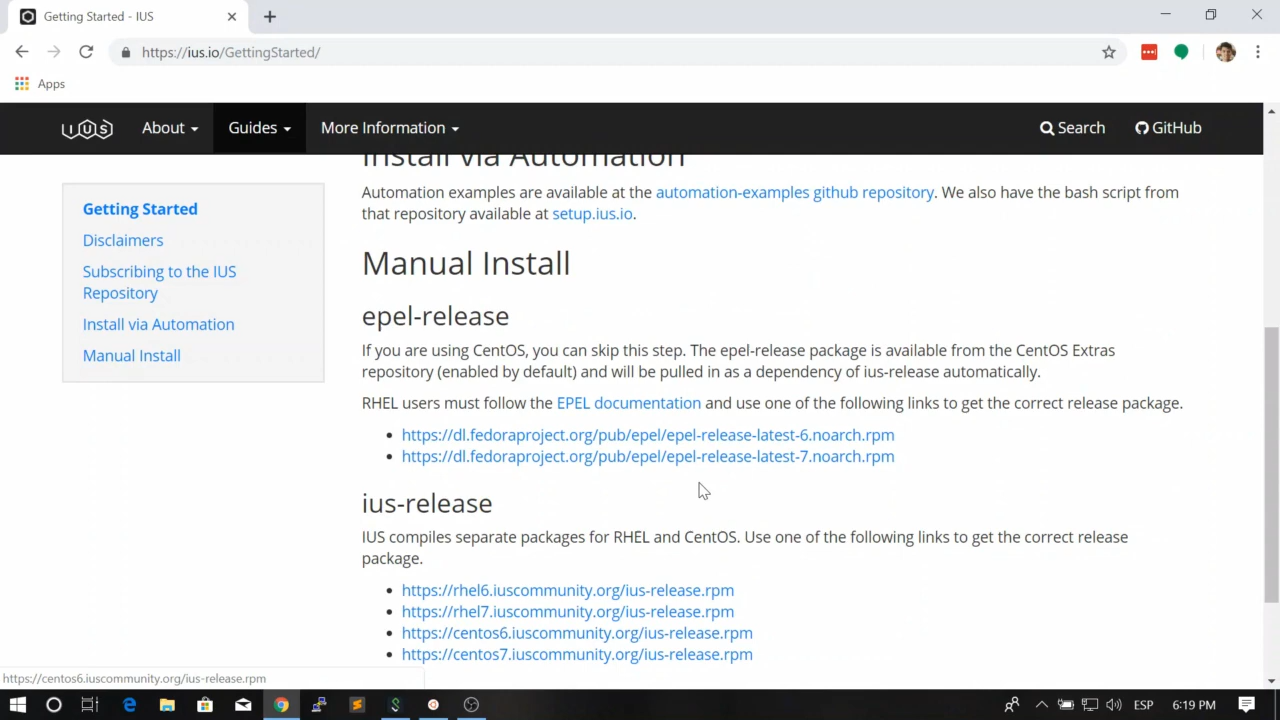 Getting Started - IUS
https://ius.io/GettingStarted/
Apps
IUS
About
Guides
More Information
Search
GitHub
Getting Started
Disclaimers
Subscribing to the IUS
Repository
Install via Automation
Manual Install
Install via Automation
Automation examples are available at the automation-examples github repository. We also have the bash script from
that repository available at setup.ius.io.
Manual Install
epel-release
If you are using CentOS, you can skip this step. The epel-release package is available from the CentOS Extras
repository (enabled by default) and will be pulled in as a dependency of ius-release automatically.
RHEL users must follow the EPEL documentation and use one of the following links to get the correct release package.
https://dl.fedoraproject.org/pub/epel/epel-release-latest-6.noarch.rpm
https://dl.fedoraproject.org/pub/epel/epel-release-latest-7.noarch.rpm
ius-release
IUS compiles separate packages for RHEL and CentOS. Use one of the following links to get the correct release
package.
https://rhel6.iuscommunity.org/ius-release.rpm
https://rhel7.iuscommunity.org/ius-release.rpm
https://centos6.iuscommunity.org/ius-release.rpm
https://centos7.iuscommunity.org/ius-release.rpm
https://centos6.iuscommunity.org/ius-release.rpm
ESP
6:19 PM